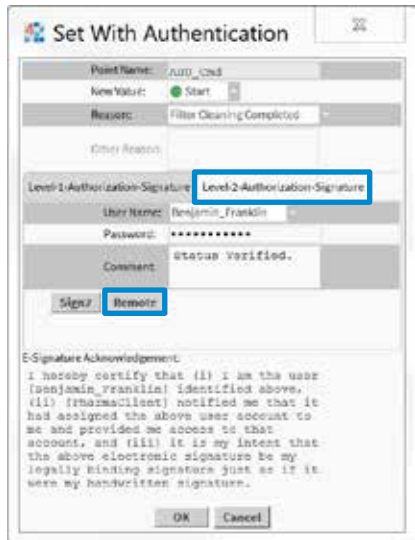 Set With Authentication
Point Name: AHU_Cmd
New Value: Start
Reason: Filter Cleaning Completed
Other Reason:
Level-1-Authorization-Signature Level-2-Authorization-Signature
User Name: Benjamin_Franklin
Password: •••••••••••
Comment: Status Verified.
Sign2 Remote
E-Signature Acknowledgement:
I hereby certify that (i) I am the user
[Benjamin_Franklin] identified above,
(ii) [PharmaClient] notified me that it
had assigned the above user account to
me and provided me access to that
account, and (iii) it is my intent that
the above electronic signature be my
legally binding signature just as if it
were my handwritten signature.
OK Cancel